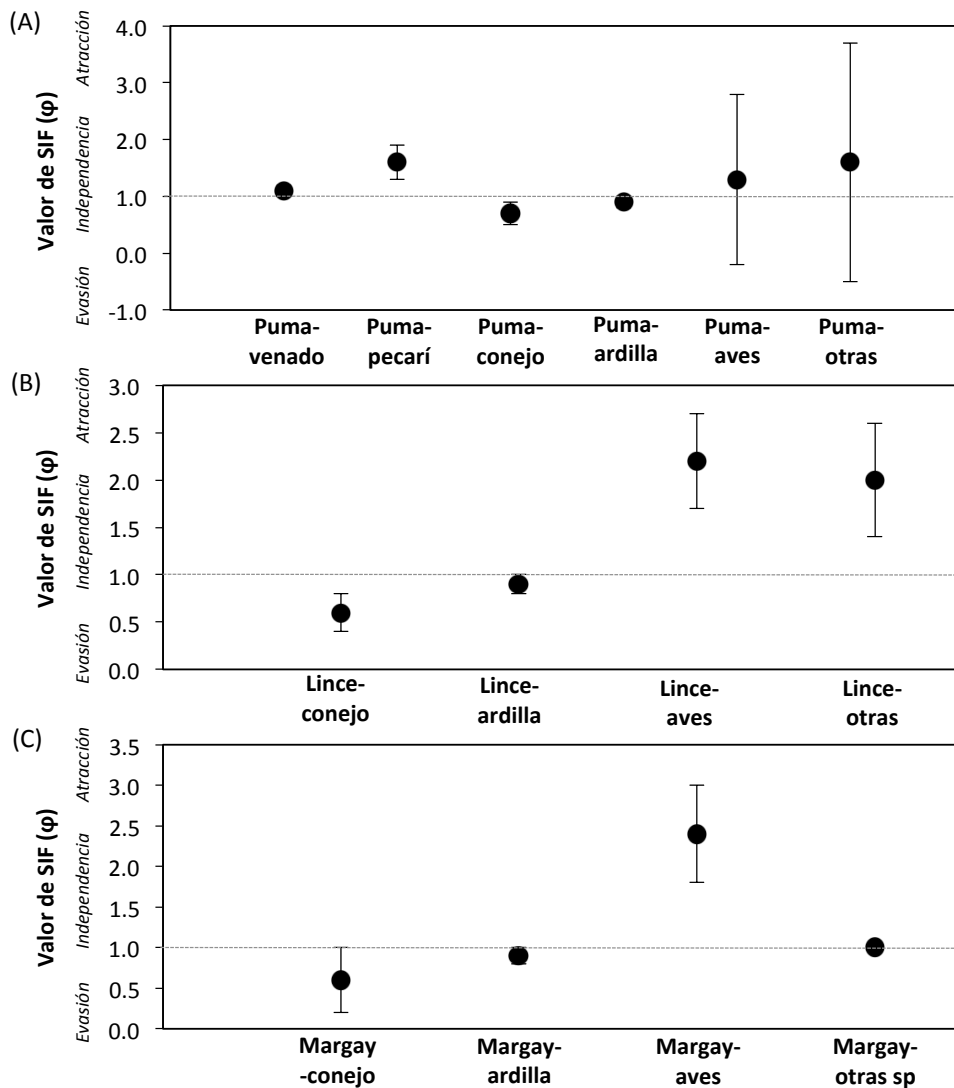 (A)
Valor de SIF (φ)
Evasión Independencia Atracción
4.0
3.0
2.0
1.0
0.0
-1.0
Puma- Puma- Puma- Puma- Puma- Puma-
venado pecarí conejo ardilla aves otras
(B)
Valor de SIF (φ)
Evasión Independencia Atracción
3.0
2.5
2.0
1.5
1.0
0.5
0.0
Lince- Lince- Lince- Lince-
conejo ardilla aves otras
(C)
Valor de SIF (φ)
Evasión Independencia Atracción
3.5
3.0
2.5
2.0
1.5
1.0
0.5
0.0
Margay Margay- Margay- Margay-
-conejo ardilla aves otras sp